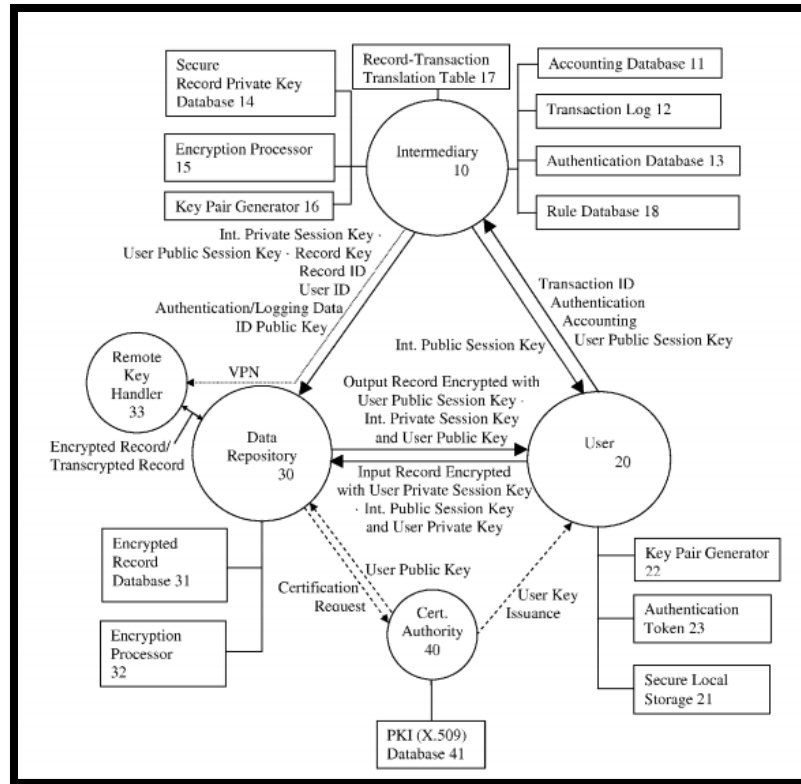 Secure
Record Private Key
Database 14
Record-Transaction
Translation Table 17
Accounting Database 11
Transaction Log 12
Encryption Processor
15
Intermediary
10
Authentication Database 13
Key Pair Generator 16
Rule Database 18
Int. Private Session Key ·
User Public Session Key · Record Key
Record ID
User ID
Authentication/Logging Data
ID Public Key
Transaction ID
Authentication
Accounting
User Public Session Key
Int. Public Session Key
Remote
Key
Handler
33
VPN
Output Record Encrypted with
User Public Session Key ·
Int. Private Session Key
and User Public Key
Encrypted Record/
Transcrypted Record
Data
Repository
30
User
20
Input Record Encrypted
with User Private Session Key
· Int. Public Session Key
and User Private Key
Encrypted
Record
Database 31
Encryption
Processor
32
User Public Key
Certification
Request
User Key
Issuance
Cert.
Authority
40
Key Pair Generator
22
Authentication
Token 23
Secure Local
Storage 21
PKI (X.509)
Database 41